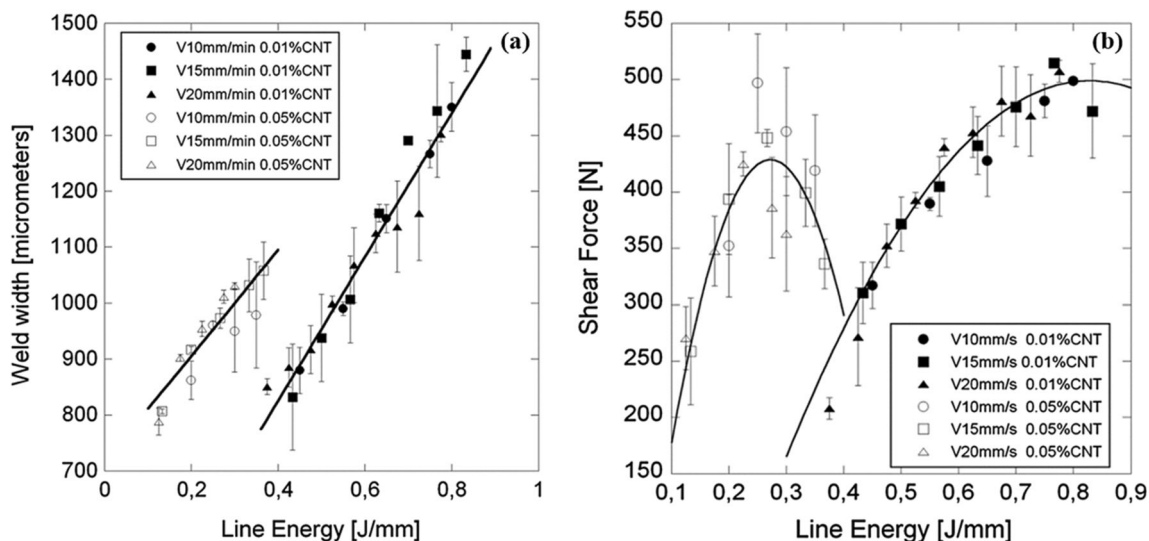 (a)
V10mm/min 0.01%CNT
V15mm/min 0.01%CNT
V20mm/min 0.01%CNT
V10mm/min 0.05%CNT
V15mm/min 0.05%CNT
V20mm/min 0.05%CNT
Weld width [micrometers]
1500
1400
1300
1200
1100
1000
900
800
700
0
0,2
0,4
0,6
0,8
1
Line Energy [J/mm]
(b)
Shear Force [N]
550
500
450
400
350
300
250
200
150
V10mm/s 0.01%CNT
V15mm/s 0.01%CNT
V20mm/s 0.01%CNT
V10mm/s 0.05%CNT
V15mm/s 0.05%CNT
V20mm/s 0.05%CNT
0,1
0,2
0,3
0,4
0,5
0,6
0,7
0,8
0,9
Line Energy [J/mm]